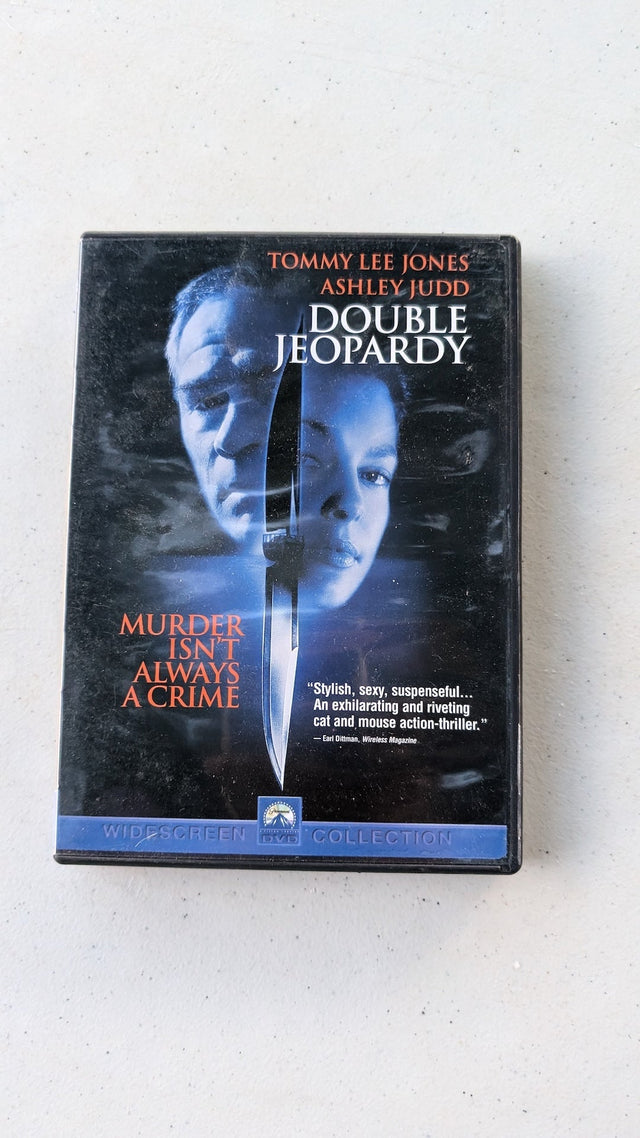 TOMMY LEE JONES
ASHLEY JUDD
DOUBLE
JEOPARDY
MURDER
ISN'T
ALWAYS
A CRIME
“Stylish, sexy, suspenseful...
An exhilarating and riveting
cat and mouse action-thriller.”
— Earl Dittman, Wireless Magazine
WIDESCREEN DVD COLLECTION